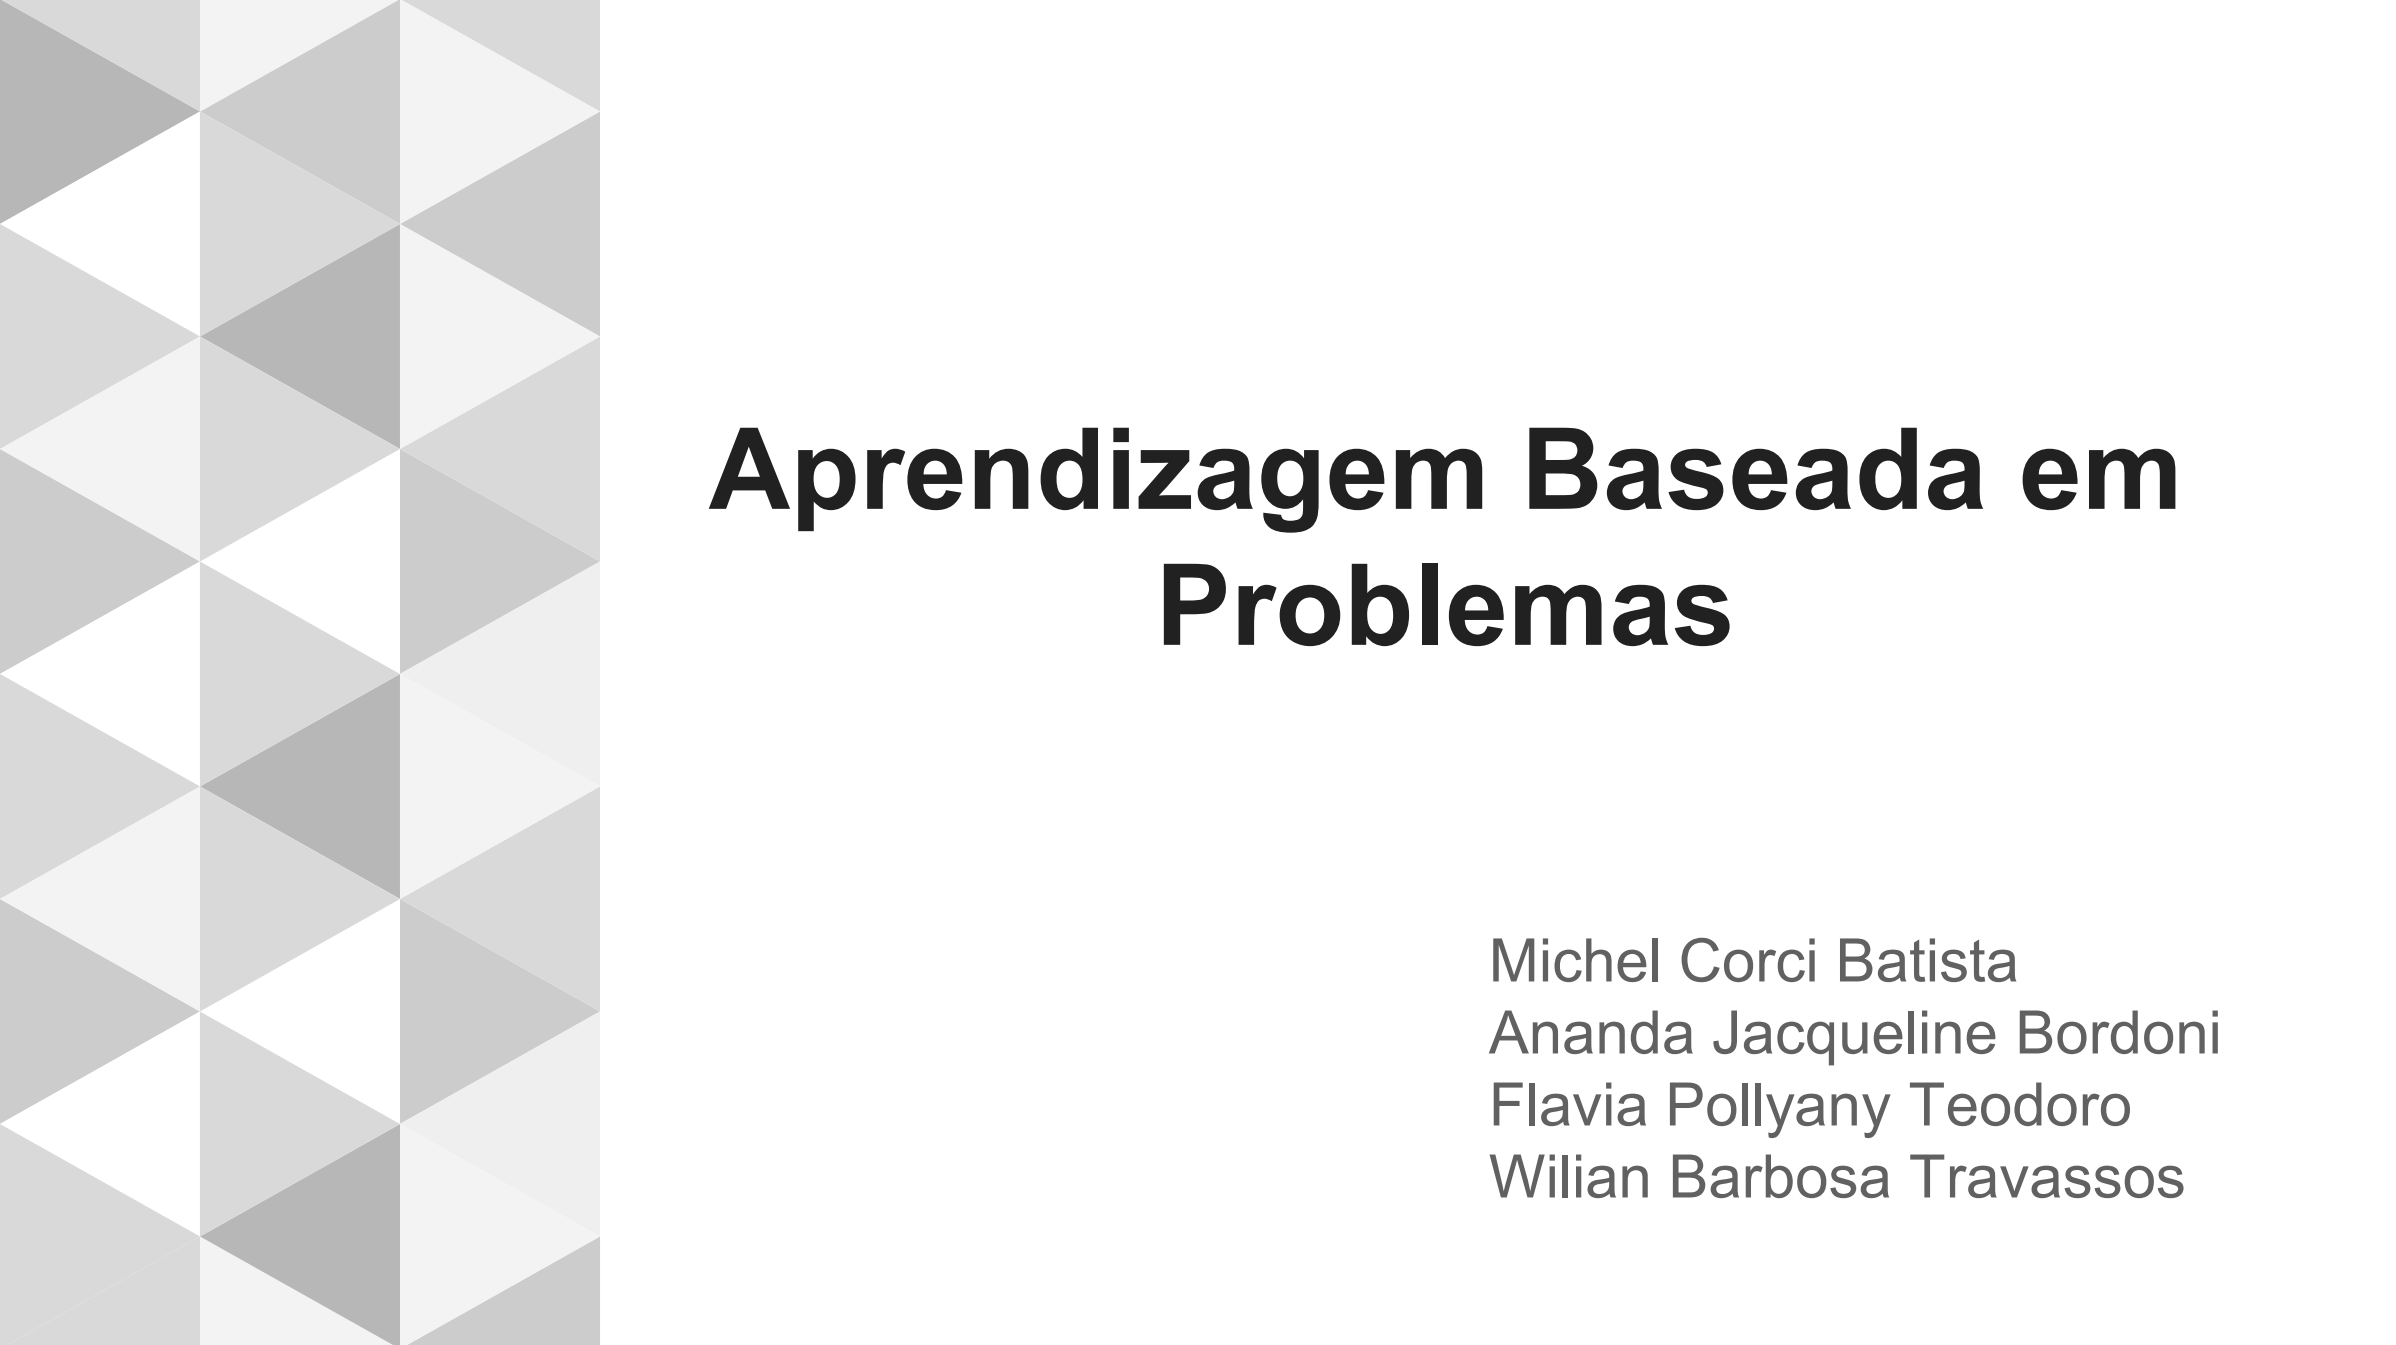 Aprendizagem Baseada em
Problemas
Michel Corci Batista
Ananda Jacqueline Bordoni
Flavia Pollyany Teodoro
Wilian Barbosa Travassos